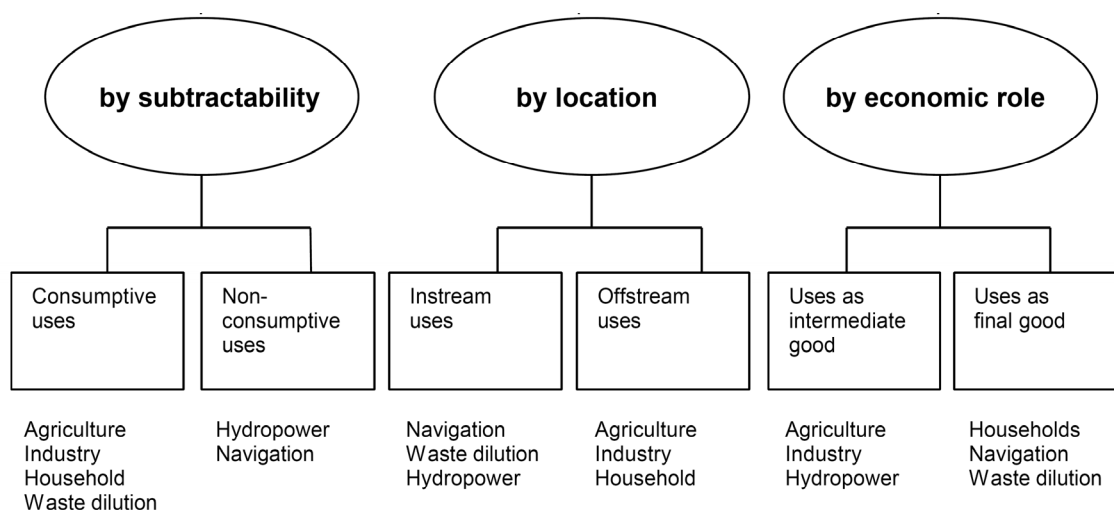 by subtractability
by location
by economic role
Consumptive
uses
Non-
consumptive
uses
Instream
uses
Offstream
uses
Uses as
intermediate
good
Uses as
final good
Agriculture
Industry
Household
Waste dilution
Hydropower
Navigation
Navigation
Waste dilution
Hydropower
Agriculture
Industry
Household
Agriculture
Industry
Hydropower
Households
Navigation
Waste dilution